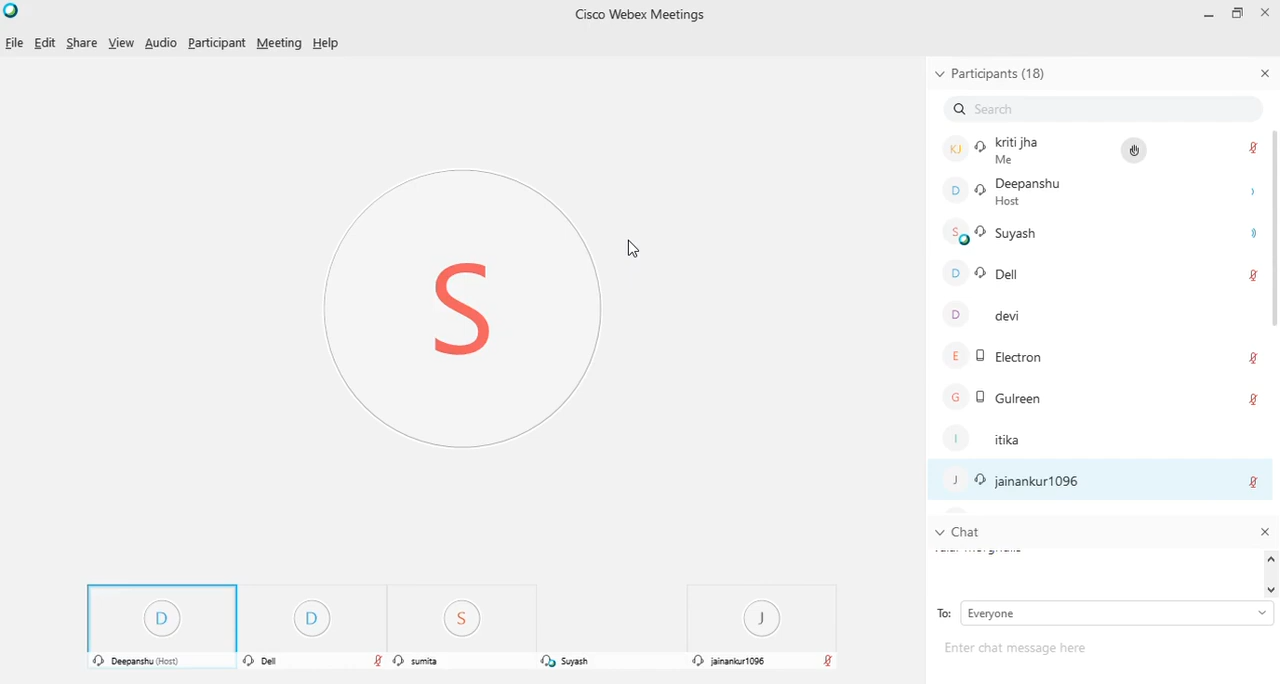 Cisco Webex Meetings
File Edit Share View Audio Participant Meeting Help
Participants (18)
Search
KJ kriti jha
Me
D Deepanshu
Host
S Suyash
D Dell
D devi
E Electron
G Gulreen
I itika
J jainankur1096
S
Chat
To: Everyone
Enter chat message here
D D S J
Deepanshu (Host) Dell sumita Suyash jainankur1096